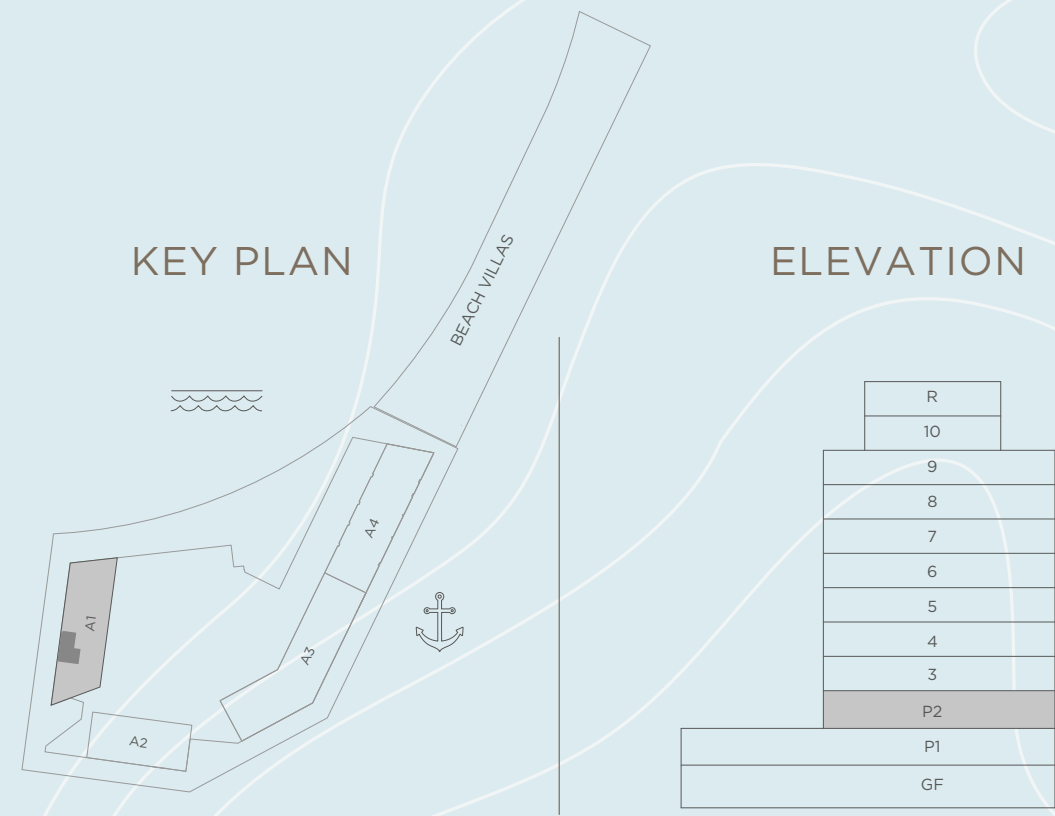 KEY PLAN
BEACH VILLAS
A4
A1
A3
A2
ELEVATION
R
10
9
8
7
6
5
4
3
P2
P1
GF